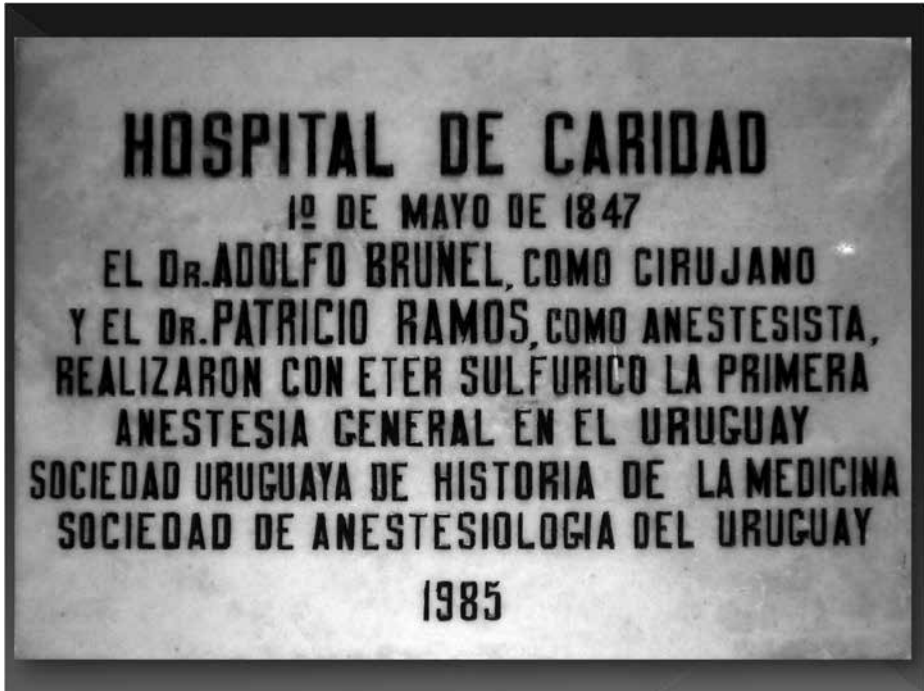 HOSPITAL DE CARIDAD
1º DE MAYO DE 1847
EL DR. ADOLFO BRUNEL, COMO CIRUJANO
Y EL DR. PATRICIO RAMOS, COMO ANESTESISTA,
REALIZARON CON ETER SULFURICO LA PRIMERA
ANESTESIA GENERAL EN EL URUGUAY
SOCIEDAD URUGUAYA DE HISTORIA DE LA MEDICINA
SOCIEDAD DE ANESTESIOLOGIA DEL URUGUAY
1985